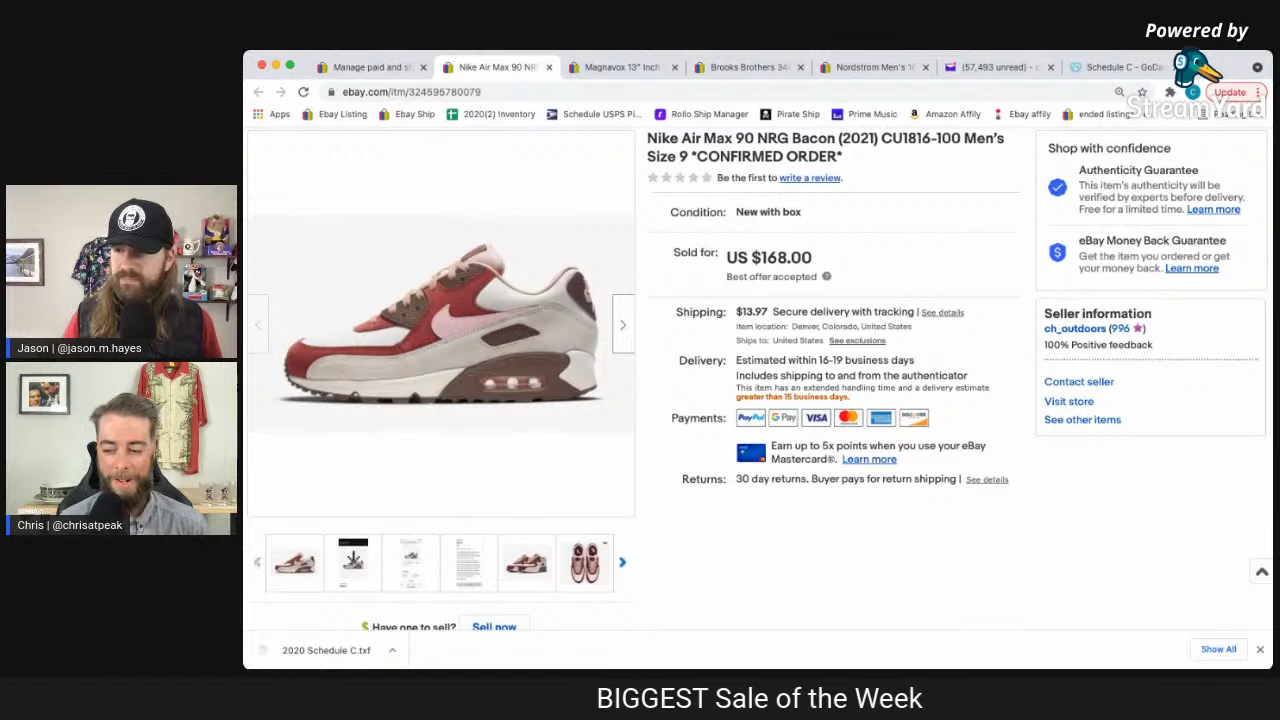 Powered by
StreamYard
Manage paid and sh
Nike Air Max 90 NR
Magnavox 13" Inch
Brooks Brothers 34
Nordstrom Men's 1
(57,493 unread) -
Schedule C - GoDa
ebay.com/itm/324595780079
Update
Apps
Ebay Listing
Ebay Ship
2020(2) Inventory
Schedule USPS Pi...
Rollo Ship Manager
Pirate Ship
Prime Music
Amazon Affily
Ebay affily
ended listing
Nike Air Max 90 NRG Bacon (2021) CU1816-100 Men's
Size 9 *CONFIRMED ORDER*
Be the first to write a review.
Condition: New with box
Sold for: US $168.00
Best offer accepted
Shipping: $13.97 Secure delivery with tracking | See details
Item location: Denver, Colorado, United States
Ships to: United States See exclusions
Delivery: Estimated within 16-19 business days
Includes shipping to and from the authenticator
This item has an extended handling time and a delivery estimate
greater than 15 business days.
Payments: PayPal G Pay VISA DISCOVER
Earn up to 5x points when you use your eBay
Mastercard®. Learn more
Returns: 30 day returns. Buyer pays for return shipping | See details
Shop with confidence
Authenticity Guarantee
This item's authenticity will be
verified by experts before delivery.
Free for a limited time. Learn more
eBay Money Back Guarantee
Get the item you ordered or get
your money back. Learn more
Seller information
ch_outdoors (996)
100% Positive feedback
Contact seller
Visit store
See other items
Have one to sell? Sell now
2020 Schedule C.txf
Show All
Jason | @jason.m.hayes
Chris | @chrisatpeak
BIGGEST Sale of the Week